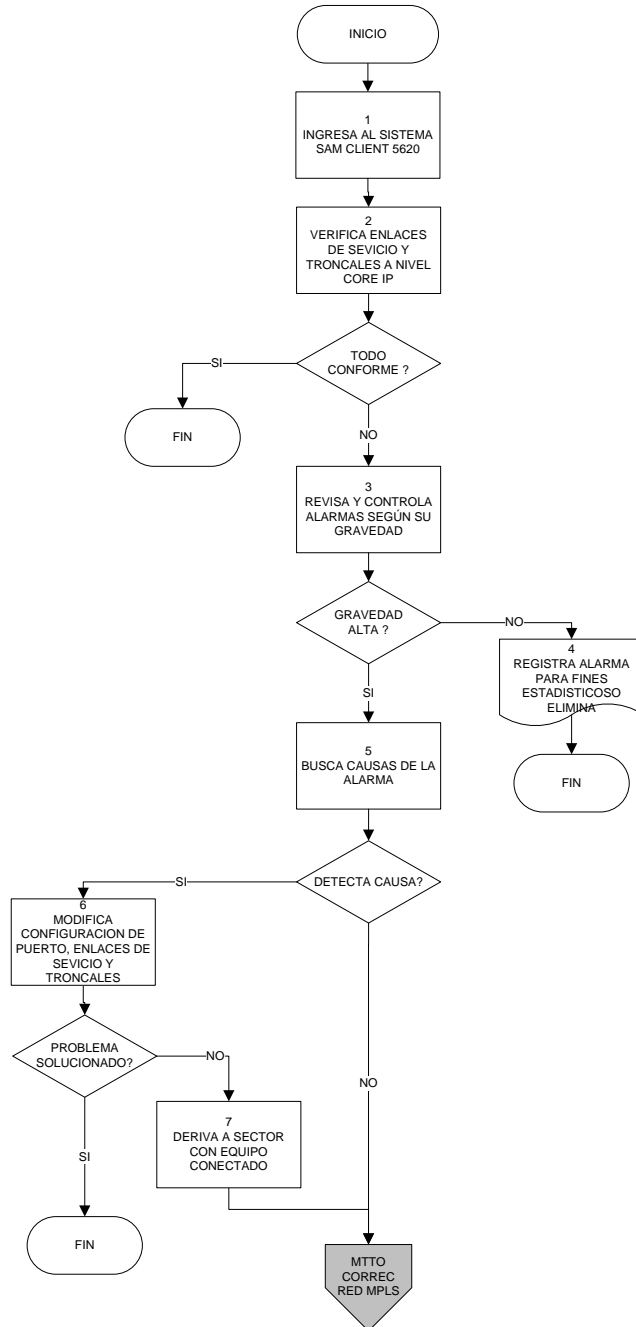 INICIO
1
INGRESA AL SISTEMA
SAM CLIENT 5620
2
VERIFICA ENLACES
DE SEVICIO Y
TRONCALES A NIVEL
CORE IP
TODO
CONFORME ?
SI
FIN
NO
3
REVISA Y CONTROLA
ALARMAS SEGÚN SU
GRAVEDAD
GRAVEDAD
ALTA ?
NO
4
REGISTRA ALARMA
PARA FINES
ESTADISTICOSO
ELIMINA
FIN
SI
5
BUSCA CAUSAS DE LA
ALARMA
DETECTA CAUSA?
SI
6
MODIFICA
CONFIGURACION DE
PUERTO, ENLACES DE
SEVICIO Y
TRONCALES
PROBLEMA
SOLUCIONADO?
NO
7
DERIVA A SECTOR
CON EQUIPO
CONECTADO
NO
SI
FIN
MTTO
CORREC
RED MPLS